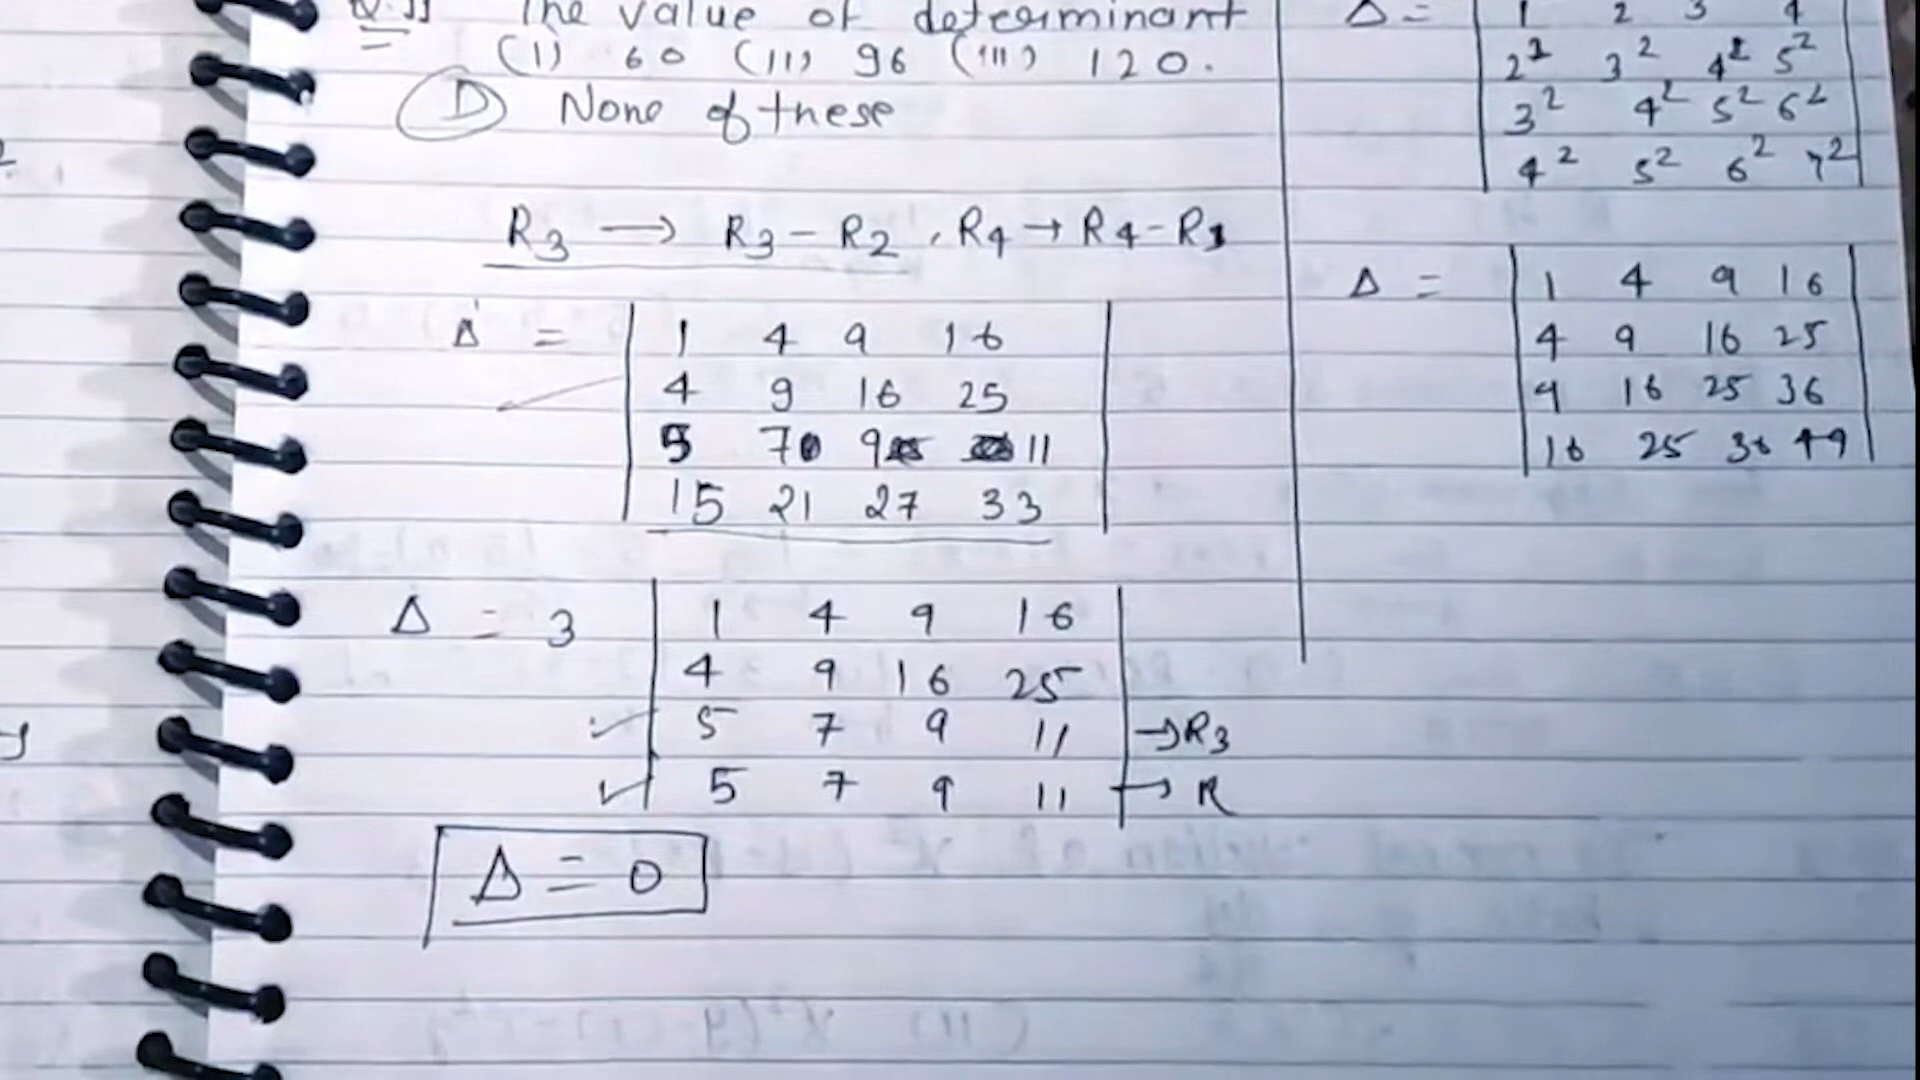 Q.11 The value of determinant
(I) 60 (II) 96 (III) 120.
D None of these
Δ = | 1 2 3 4
2² 3² 4² 5²
3² 4² 5² 6²
4² 5² 6² 7² |
R3 → R3 - R2 , R4 → R4 - R1
Δ = | 1 4 9 16
4 9 16 25
5 7 9 11
15 21 27 33 |
Δ = | 1 4 9 16
4 9 16 25
9 16 25 36
16 25 36 49 |
Δ = 3 | 1 4 9 16
4 9 16 25
5 7 9 11 | → R3
5 7 9 11 | → R
Δ = 0